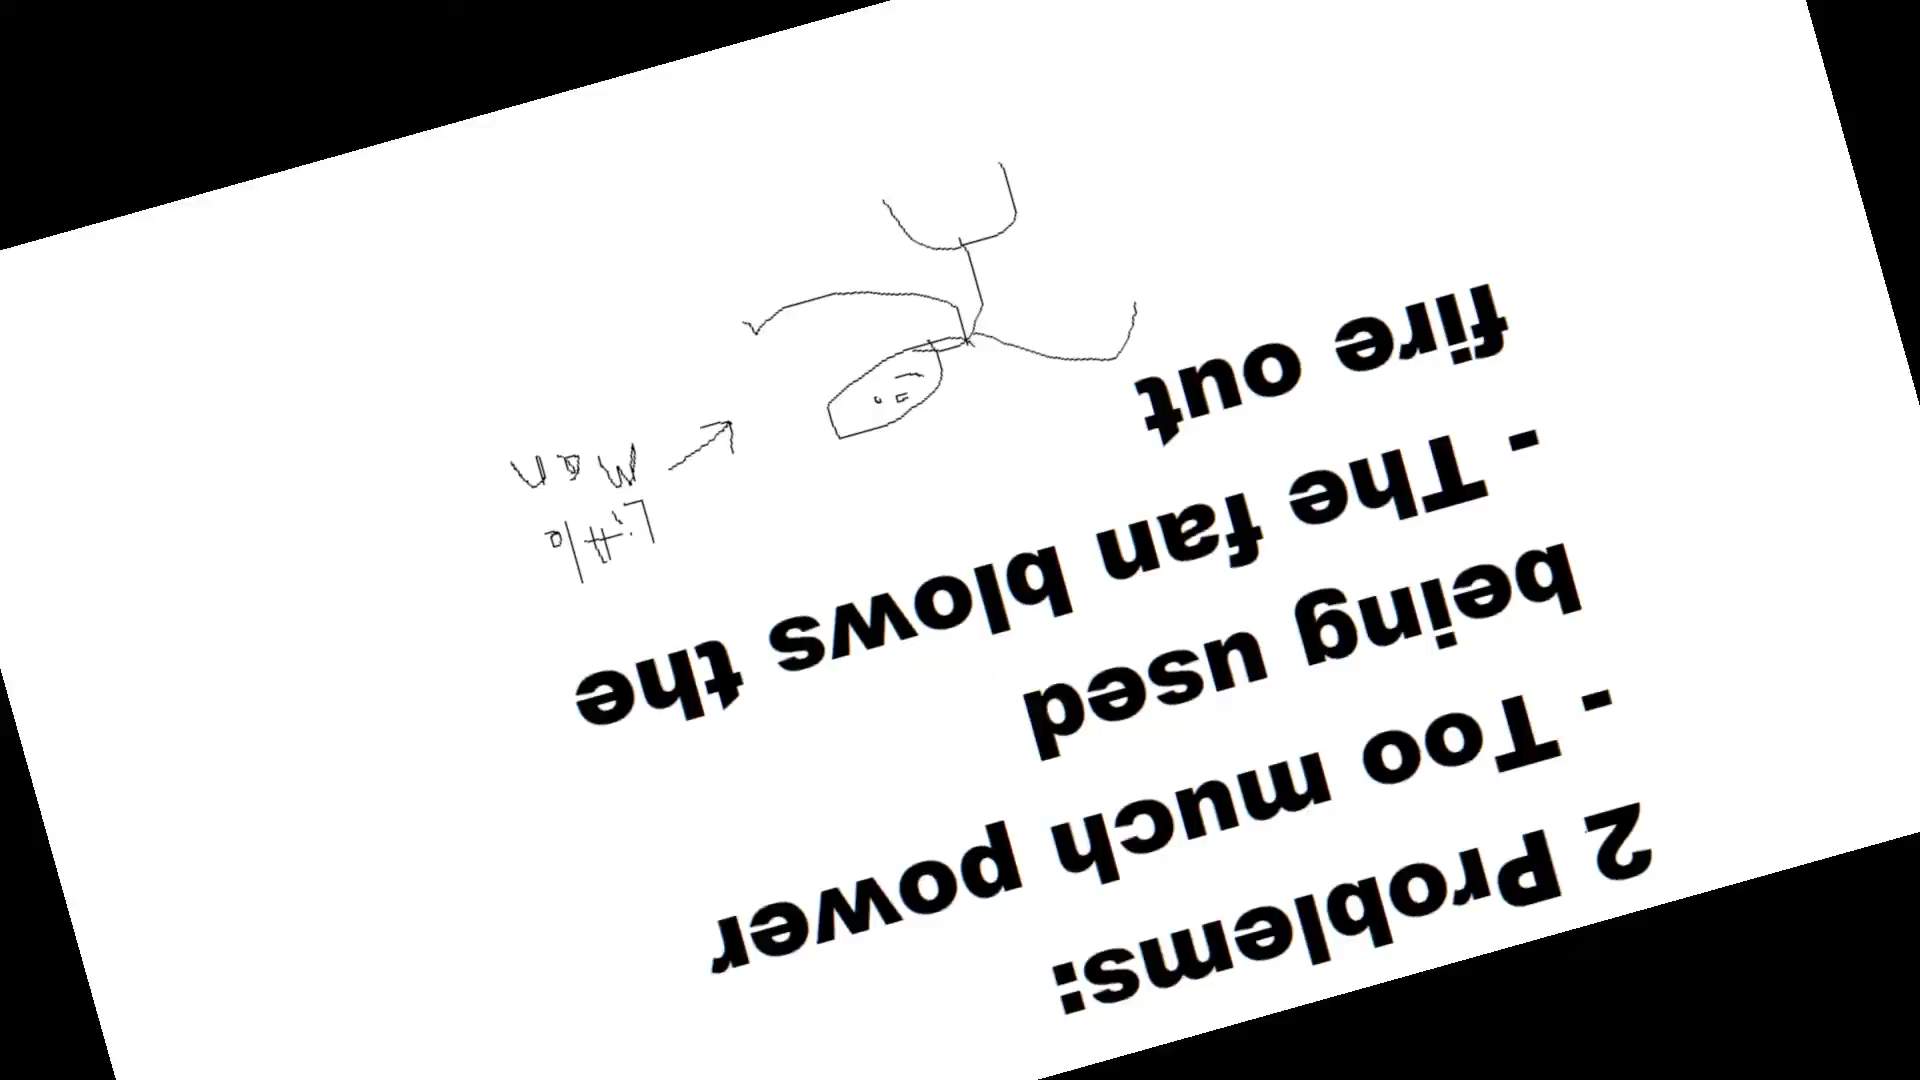 2 Problems:
- Too much power
being used
- The fan blows the
fire out
Little
Man